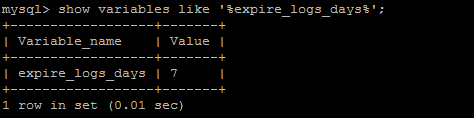 mysql> show variables like '%expire_logs_days%';
+------------------+-------+
| Variable_name    | Value |
+------------------+-------+
| expire_logs_days | 7     |
+------------------+-------+
1 row in set (0.01 sec)